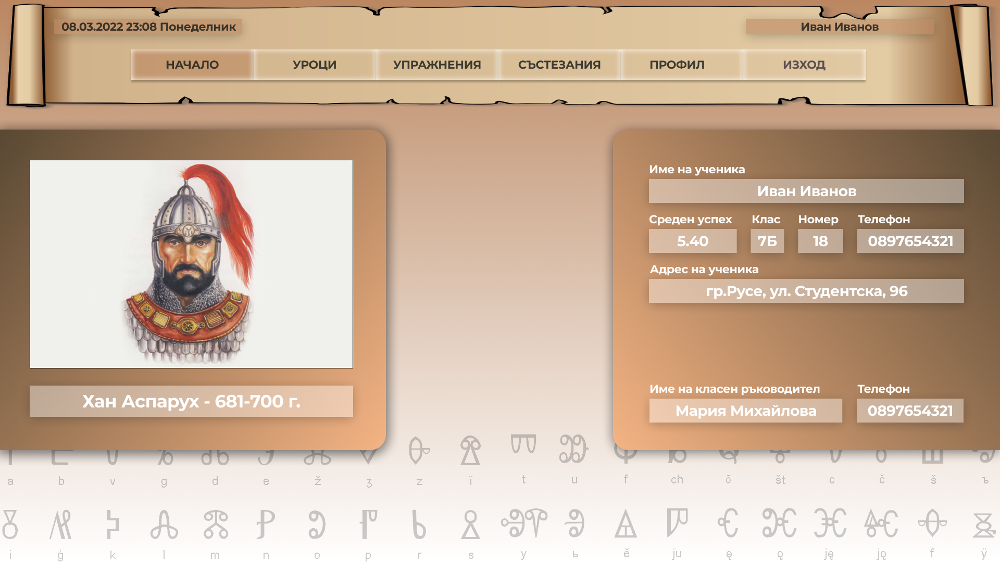 08.03.2022 23:08 Понеделник
Иван Иванов
НАЧАЛО УРОЦИ УПРАЖНЕНИЯ СЪСТЕЗАНИЯ ПРОФИЛ ИЗХОД
Хан Аспарух - 681-700 г.
Име на ученика
Иван Иванов
Среден успех Клас Номер Телефон
5.40 7Б 18 0897654321
Адрес на ученика
гр.Русе, ул. Студентска, 96
Име на класен ръководител Телефон
Мария Михайлова 0897654321
a b v g d e ž ʒ z ï t u f ch ō št c č š ъ
i ģ k l m n o p r s y ь ě ju ę ǫ ję jǫ f ÿ